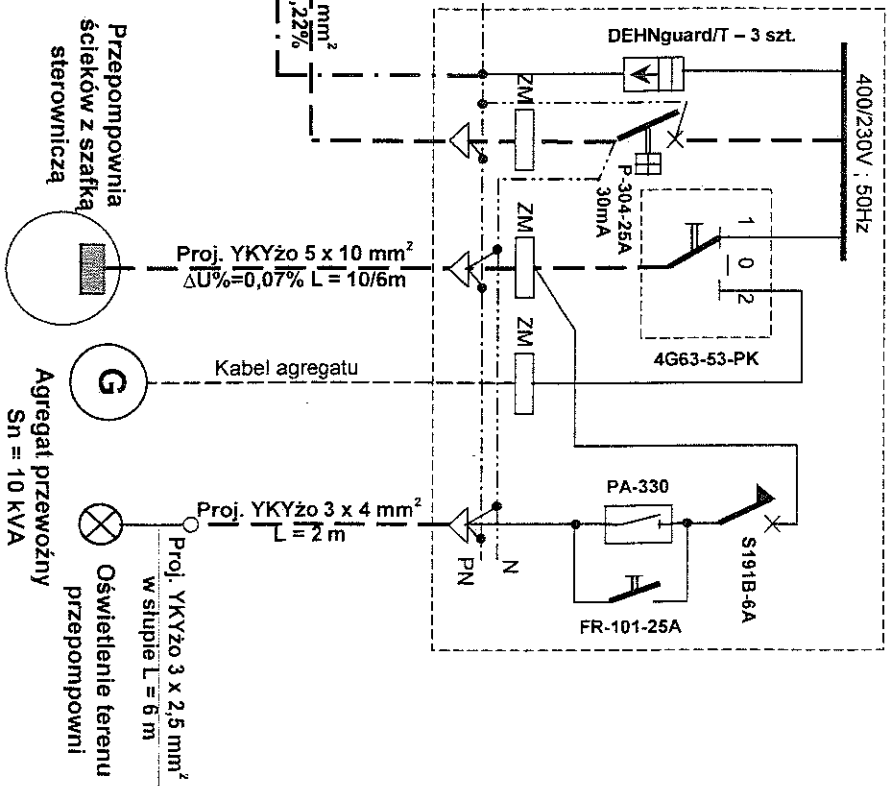 DEHNguard/T – 3 szt.
400/230V ; 50Hz
mm²
,22%
ZM
P-304-25A
30mA
1 0 2
4G63-53-PK
ZM
ZM
Przepompownia
ścieków z szafką
sterowniczą
Proj. YKYżo 5 x 10 mm²
ΔU%=0,07% L = 10/6m
G
Kabel agregatu
Agregat przewoźny
Sn = 10 kVA
PA-330
S191B-6A
FR-101-25A
N
PN
Proj. YKYżo 3 x 4 mm²
L = 2 m
Proj. YKYżo 3 x 2,5 mm²
w słupie L = 6 m
Oświetlenie terenu
przepompowni